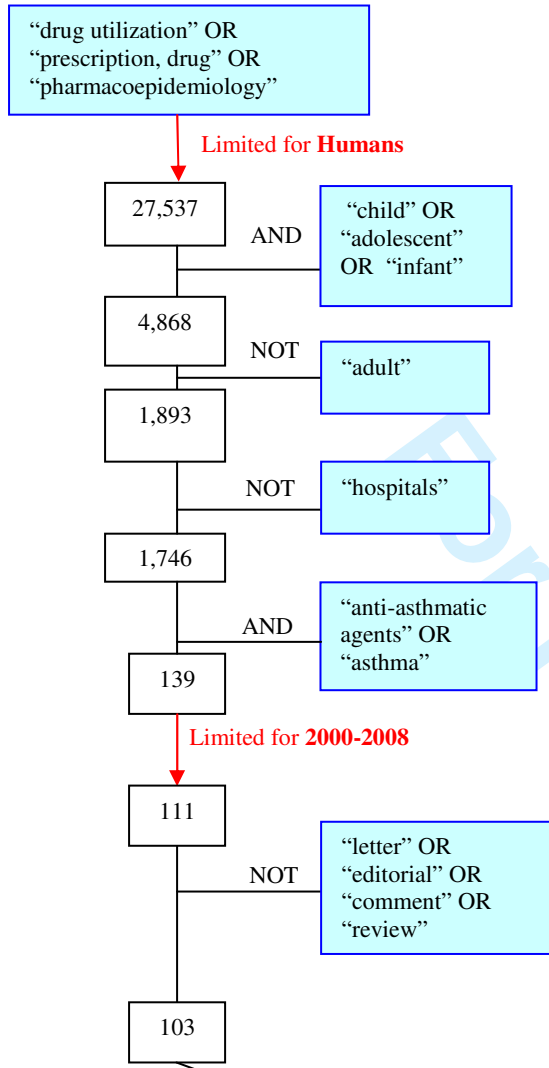 “drug utilization” OR
“prescription, drug” OR
“pharmacoepidemiology”
Limited for Humans
27,537
AND
“child” OR
“adolescent”
OR “infant”
4,868
NOT
“adult”
1,893
NOT
“hospitals”
1,746
AND
“anti-asthmatic
agents” OR
“asthma”
139
Limited for 2000-2008
111
NOT
“letter” OR
“editorial” OR
“comment” OR
“review”
103
For